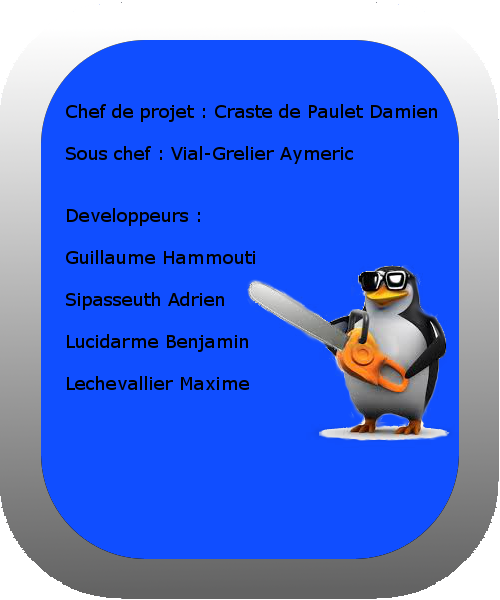 Chef de projet : Craste de Paulet Damien
Sous chef : Vial-Grelier Aymeric
Developpeurs :
Guillaume Hammouti
Sipasseuth Adrien
Lucidarme Benjamin
Lechevallier Maxime